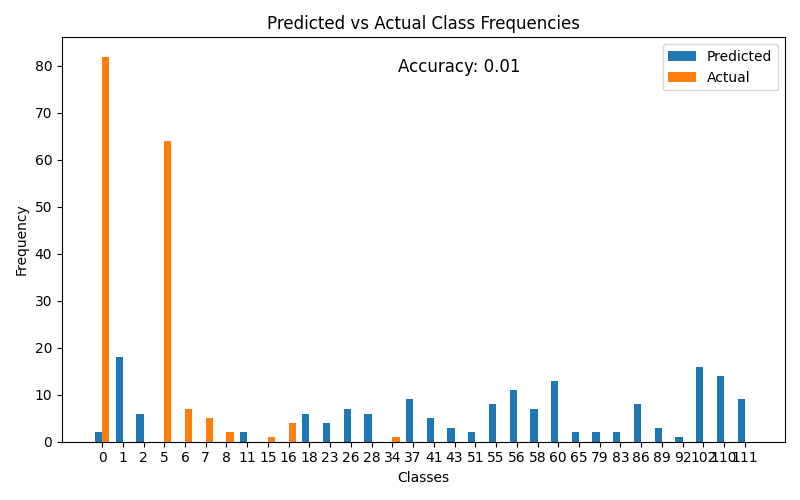 Predicted vs Actual Class Frequencies
Accuracy: 0.01
Predicted
Actual
Frequency
80
70
60
50
40
30
20
10
0
0 1 2 5 6 7 8 11 15 16 18 23 26 28 34 37 41 43 51 55 56 58 60 65 79 83 86 89 92 102 110 111
Classes